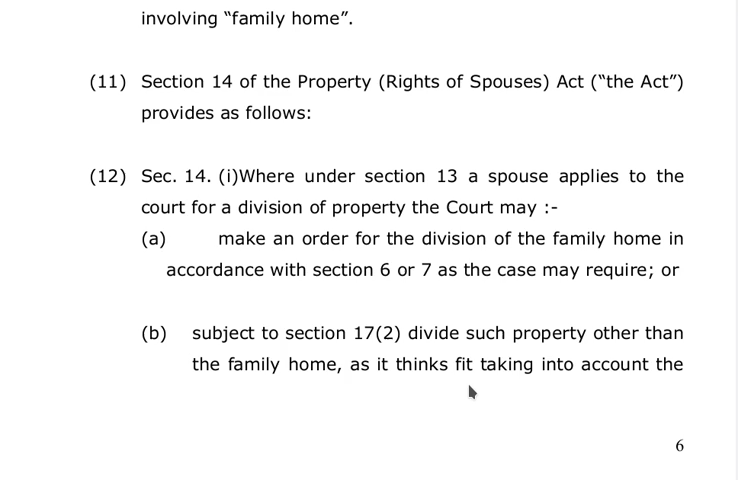 involving “family home”.
(11) Section 14 of the Property (Rights of Spouses) Act (“the Act”)
provides as follows:
(12) Sec. 14. (i)Where under section 13 a spouse applies to the
court for a division of property the Court may :-
(a) make an order for the division of the family home in
accordance with section 6 or 7 as the case may require; or
(b) subject to section 17(2) divide such property other than
the family home, as it thinks fit taking into account the
6